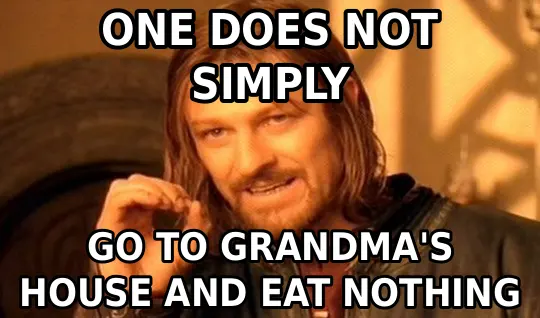 ONE DOES NOT
SIMPLY
GO TO GRANDMA'S
HOUSE AND EAT NOTHING